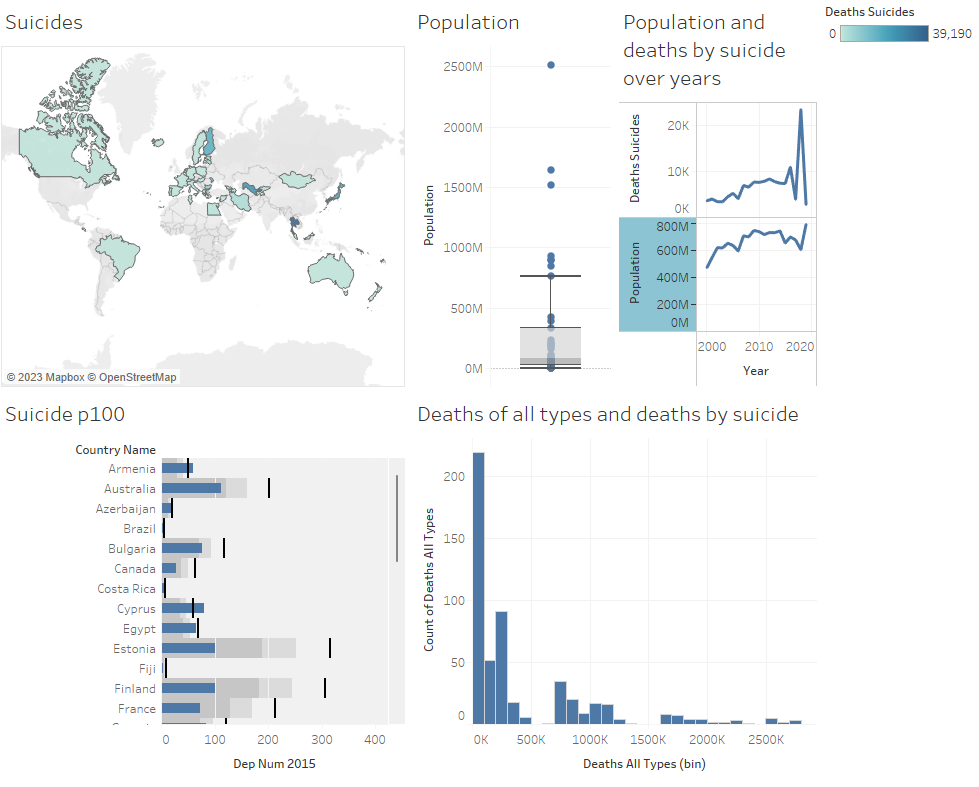 Suicides
© 2023 Mapbox © OpenStreetMap
Population
2500M
2000M
1500M
1000M
500M
0M
Population
Population and
deaths by suicide
over years
Deaths Suicides
20K
10K
0K
Population
800M
600M
400M
200M
0M
2000
2010
2020
Year
Deaths Suicides
0
39,190
Suicide p100
Country Name
Armenia
Australia
Azerbaijan
Brazil
Bulgaria
Canada
Costa Rica
Cyprus
Egypt
Estonia
Fiji
Finland
France
0
100
200
300
400
Dep Num 2015
Deaths of all types and deaths by suicide
Count of Deaths All Types
200
150
100
50
0
0K
500K
1000K
1500K
2000K
2500K
Deaths All Types (bin)